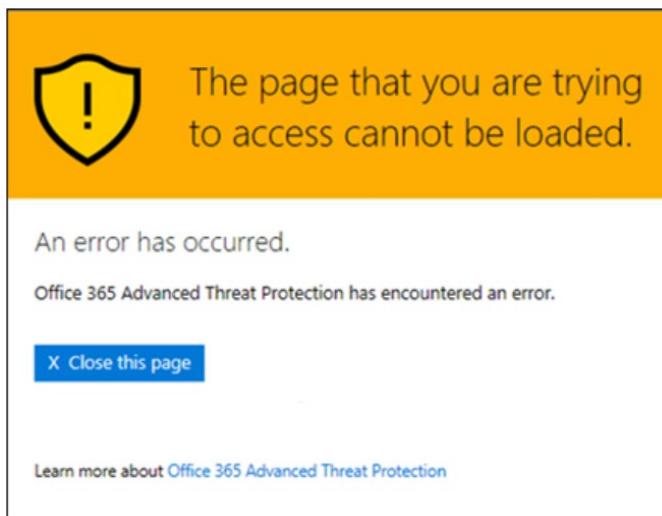 !
The page that you are trying
to access cannot be loaded.
An error has occurred.
Office 365 Advanced Threat Protection has encountered an error.
X Close this page
Learn more about Office 365 Advanced Threat Protection